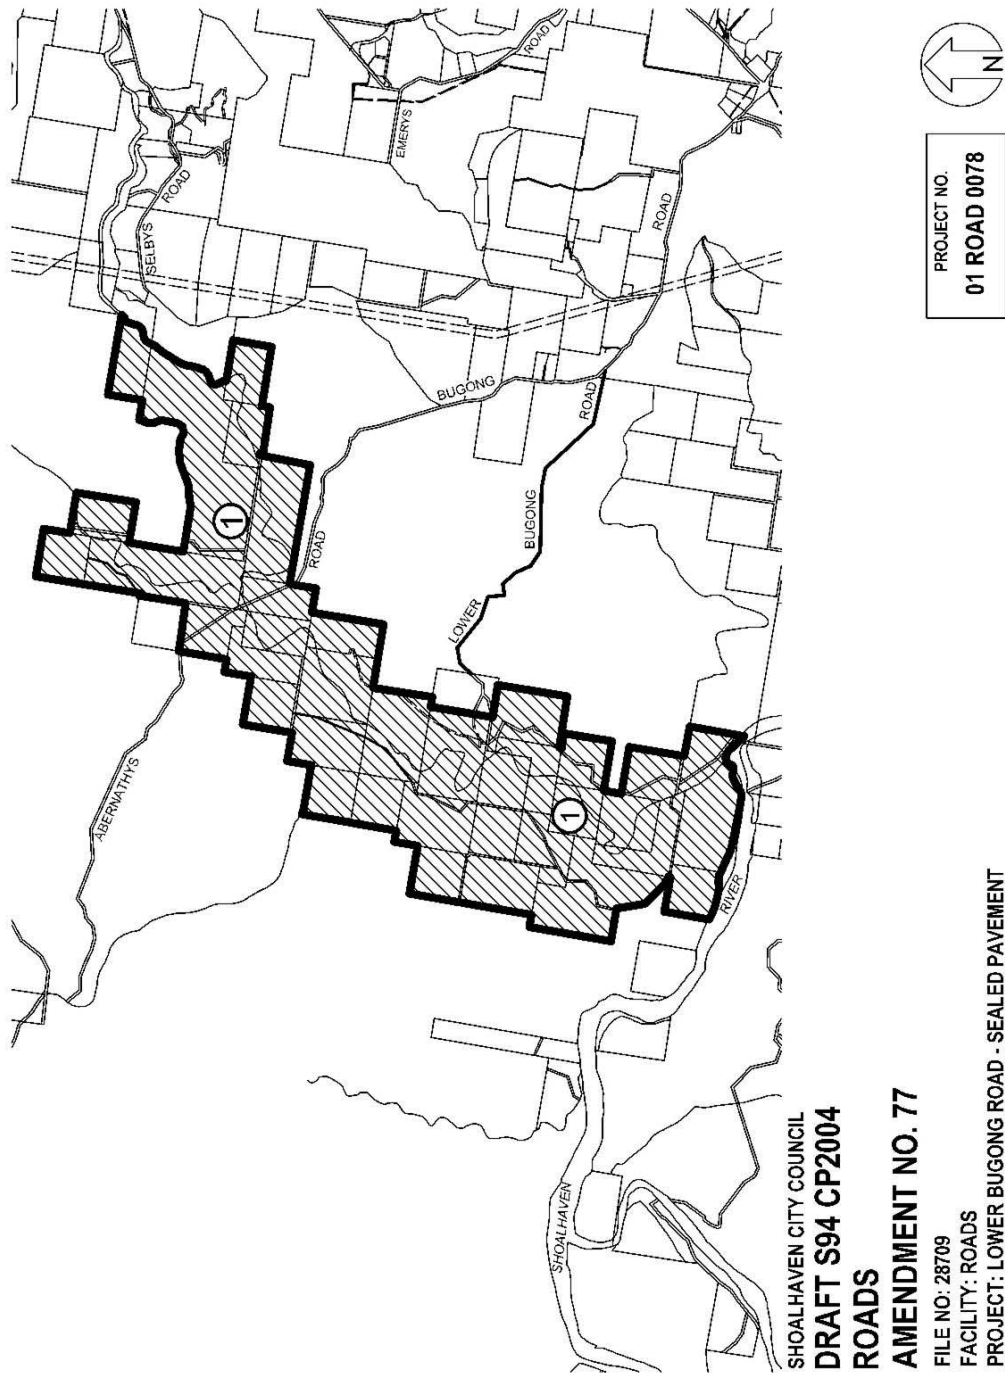 SELBYS
ROAD
EMERYS
ROAD
BUGONG
ROAD
ROAD
ABERNATHYS
LOWER
BUGONG
ROAD
1
1
SHOALHAVEN
RIVER
SHOALHAVEN CITY COUNCIL
DRAFT S94 CP2004
ROADS
AMENDMENT NO. 77
FILE NO: 28709
FACILITY: ROADS
PROJECT: LOWER BUGONG ROAD - SEALED PAVEMENT
PROJECT NO.
01 ROAD 0078
N